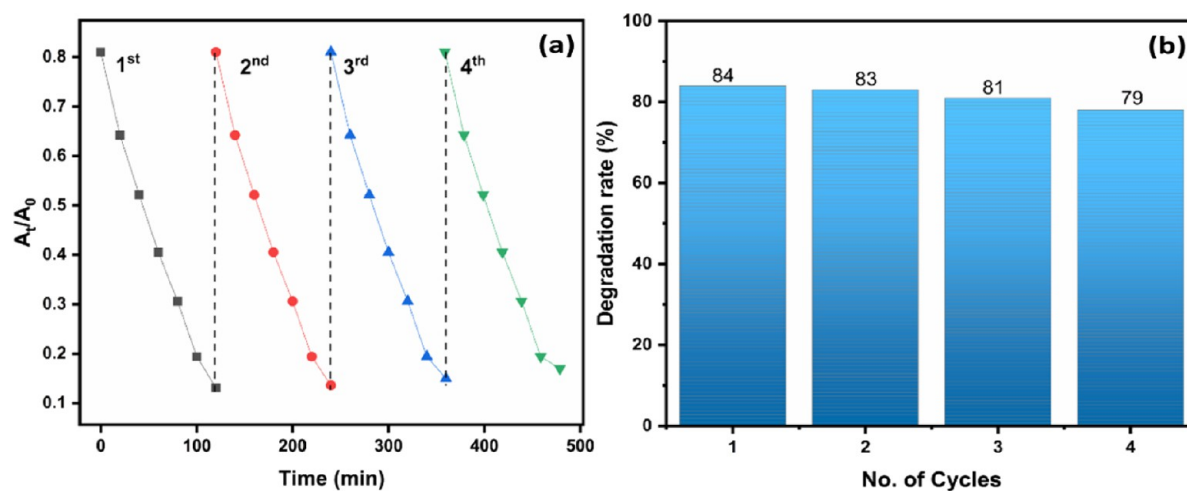 (a)
1st 2nd 3rd 4th
0.8
0.7
0.6
0.5
0.4
0.3
0.2
0.1
At/A0
0 100 200 300 400 500
Time (min)
(b)
100
80
60
40
20
0
Degradation rate (%)
84 83 81 79
1 2 3 4
No. of Cycles